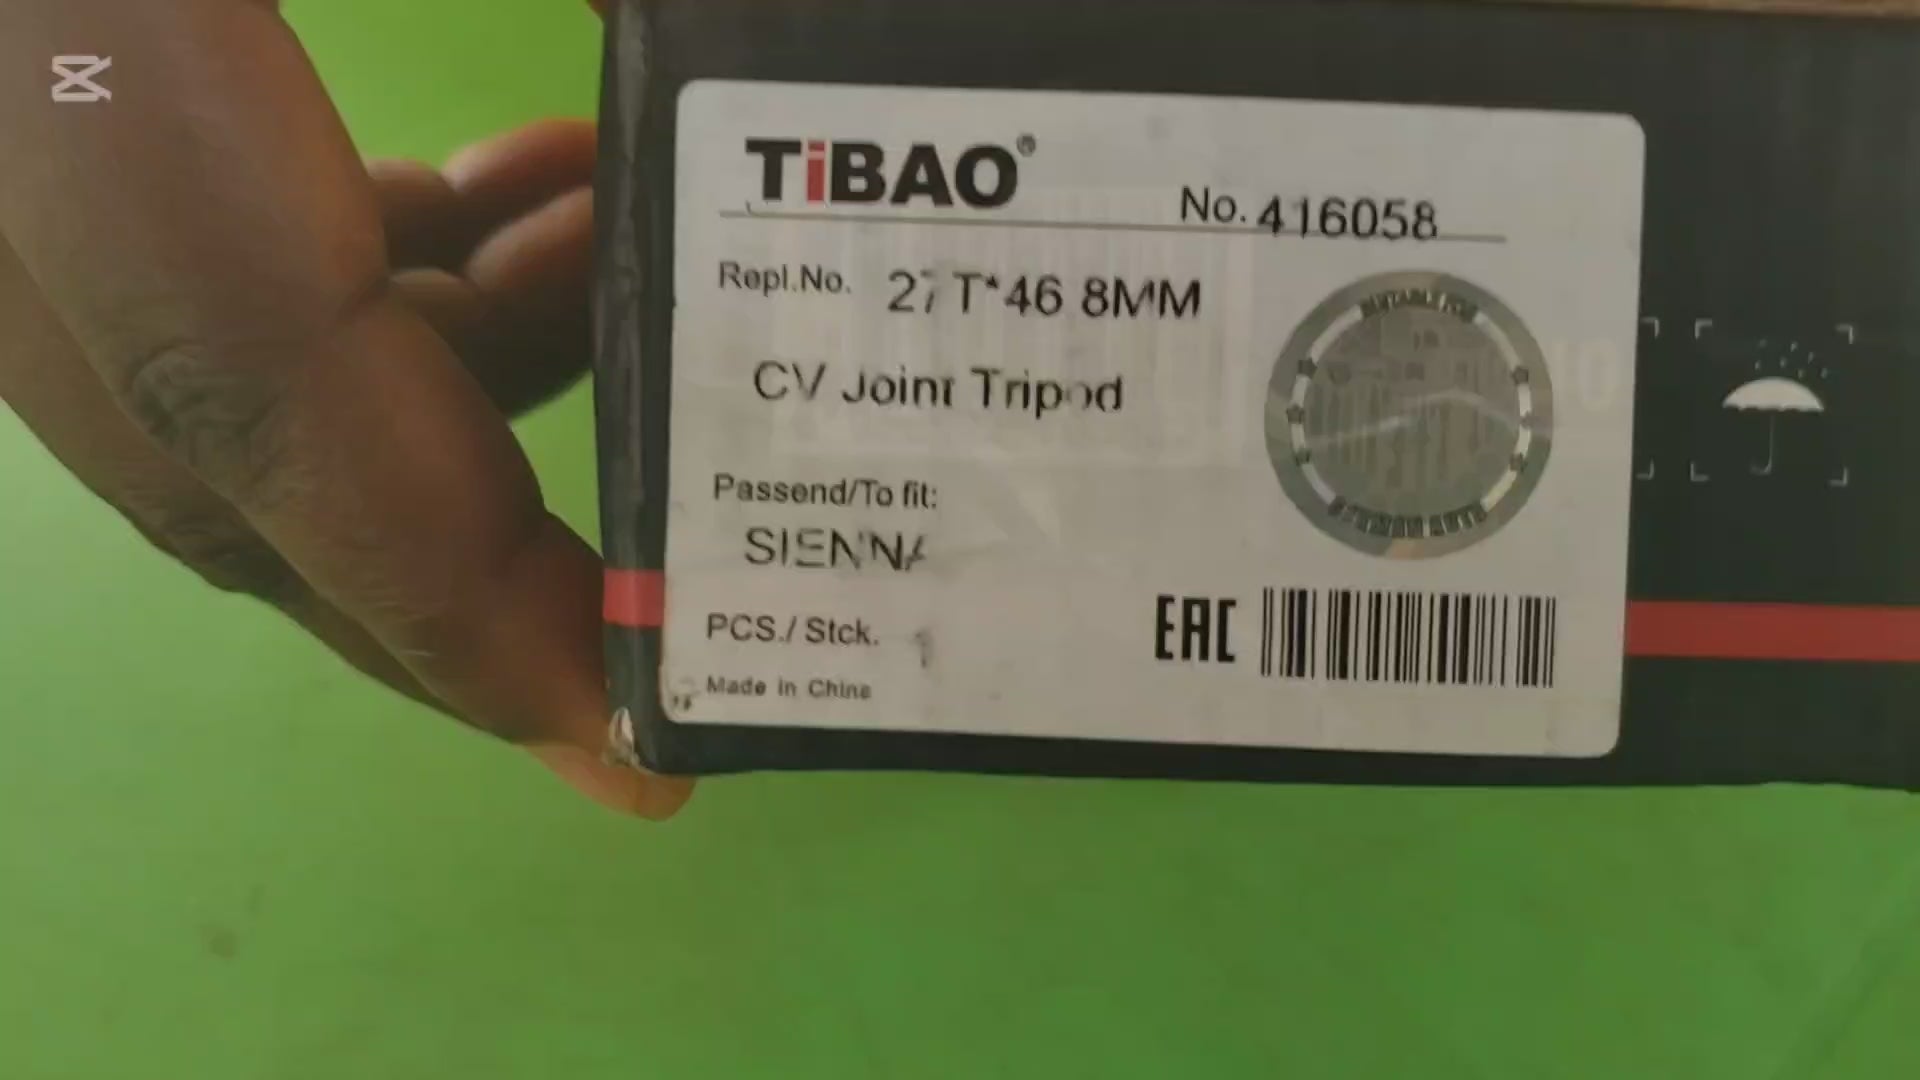 TiBAO®
No. 416058
Repl.No. 27T*46.8MM
CV Joint Tripod
Passend/To fit:
SIENNA
PCS./ Stck. 1
Made in China
EAC